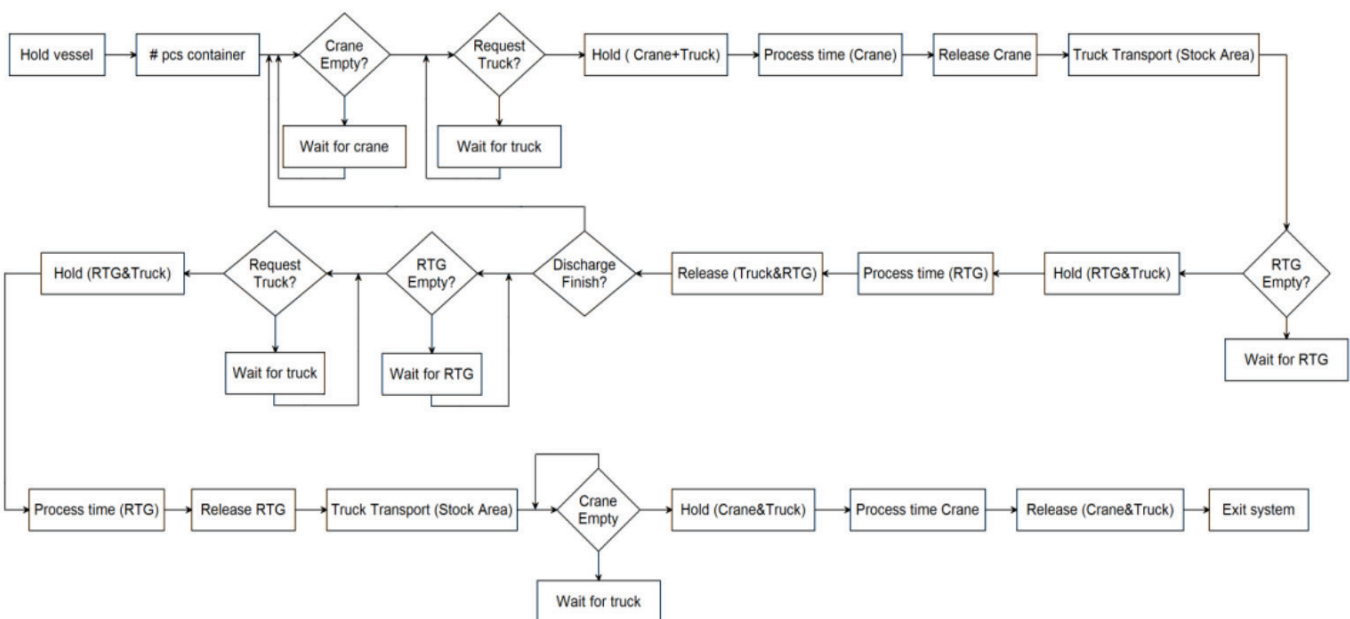 Hold vessel
# pcs container
Crane
Empty?
Request
Truck?
Hold ( Crane+Truck)
Process time (Crane)
Release Crane
Truck Transport (Stock Area)
Wait for crane
Wait for truck
Hold (RTG&Truck)
Request
Truck?
RTG
Empty?
Discharge
Finish?
Release (Truck&RTG)
Process time (RTG)
Hold (RTG&Truck)
RTG
Empty?
Wait for truck
Wait for RTG
Wait for RTG
Process time (RTG)
Release RTG
Truck Transport (Stock Area)
Crane
Empty
Hold (Crane&Truck)
Process time Crane
Release (Crane&Truck)
Exit system
Wait for truck